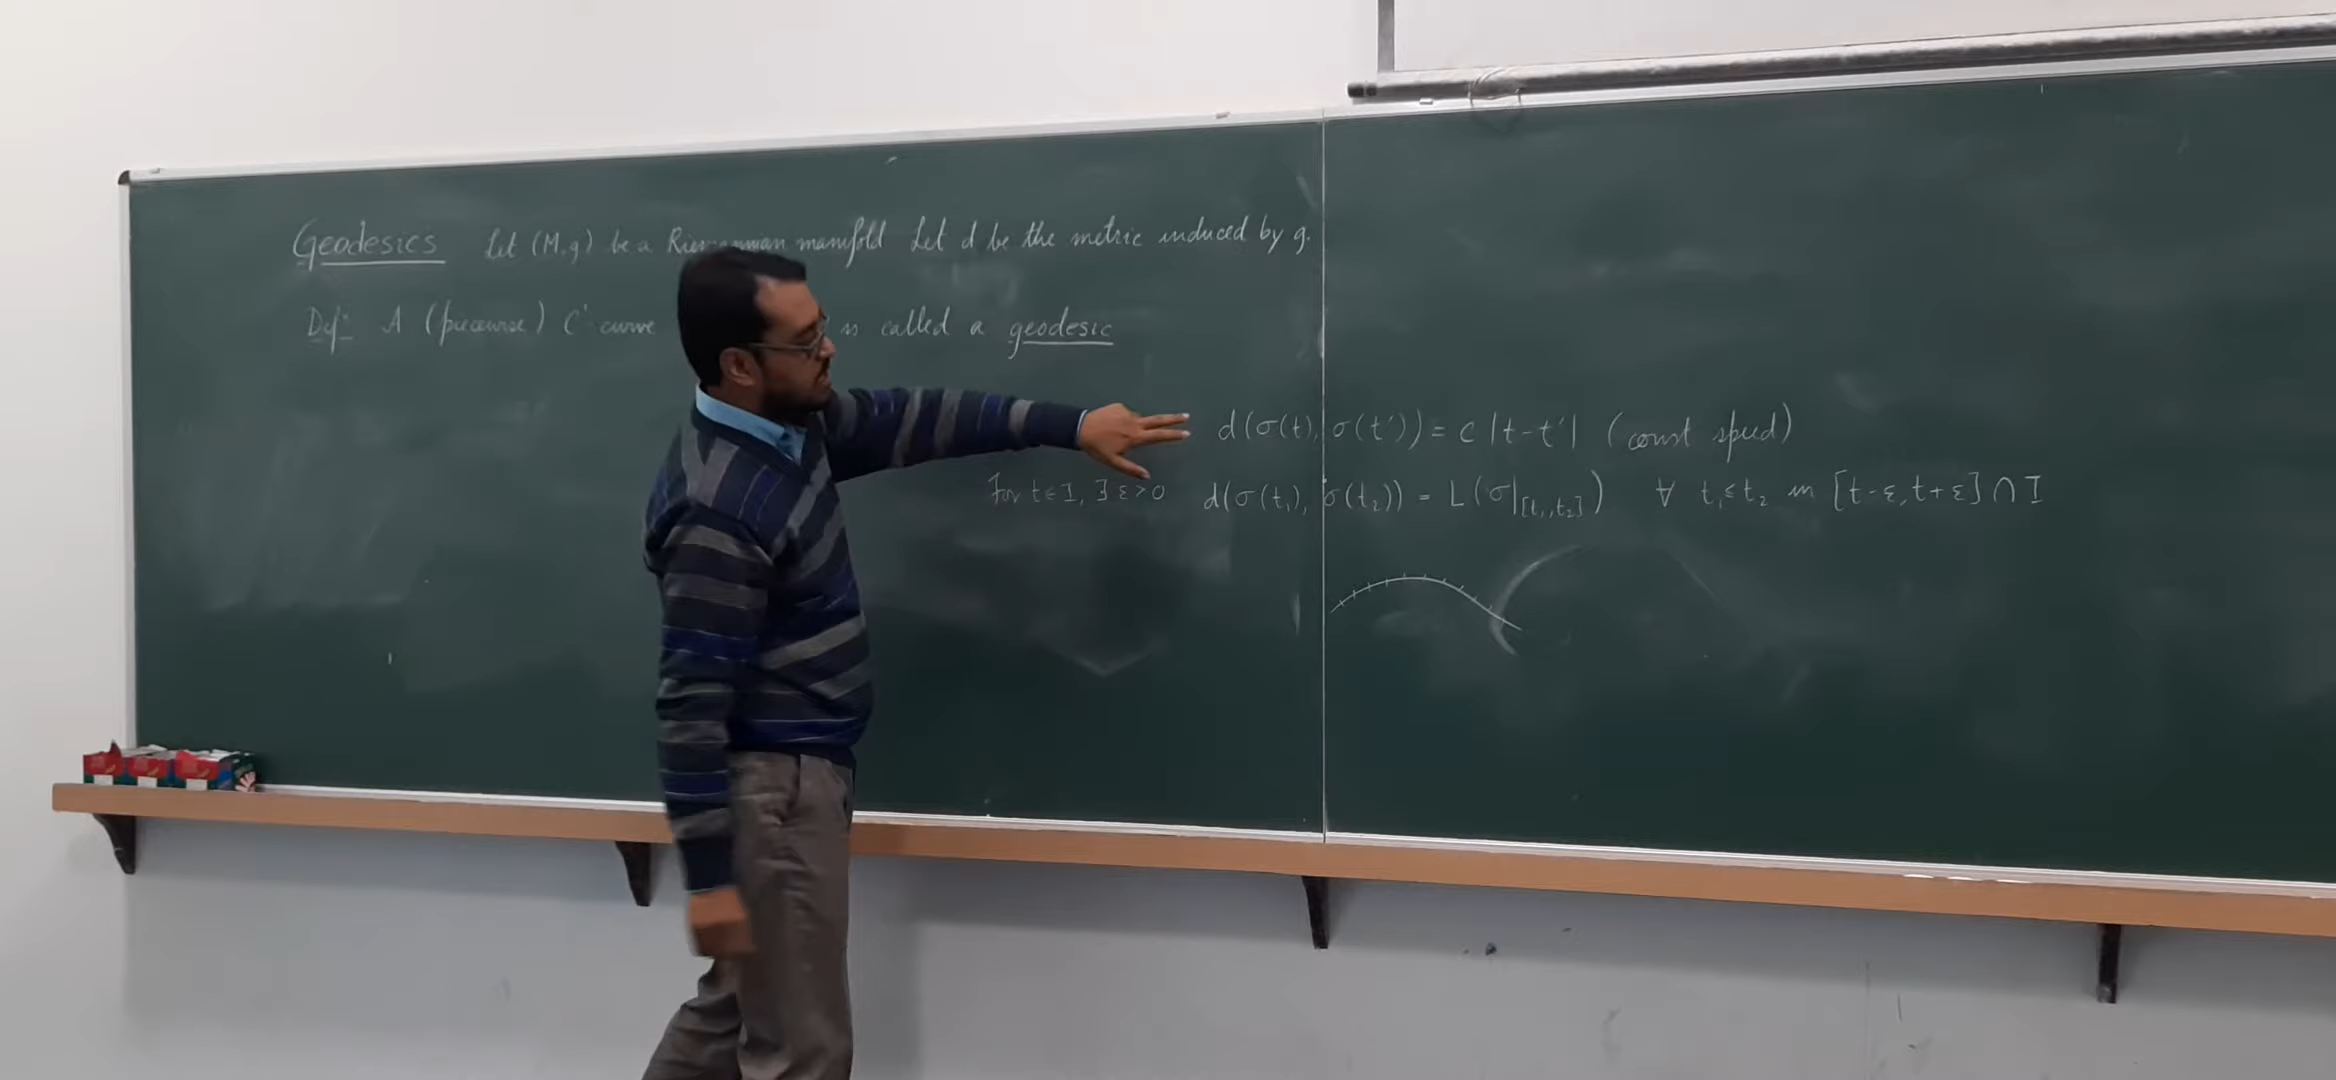 Geodesics Let (M,g) be a Riemannian manifold Let d be the metric induced by g.
Def: A (piecewise) C¹-curve is called a geodesic
d(σ(t), σ(t′)) = c |t-t′| (const speed)
For t∈I, ∃ ε>0 d(σ(t₁), σ(t₂)) = L(σ|[t₁,t₂]) ∀ t₁≤t₂ in [t-ε,t+ε]∩I